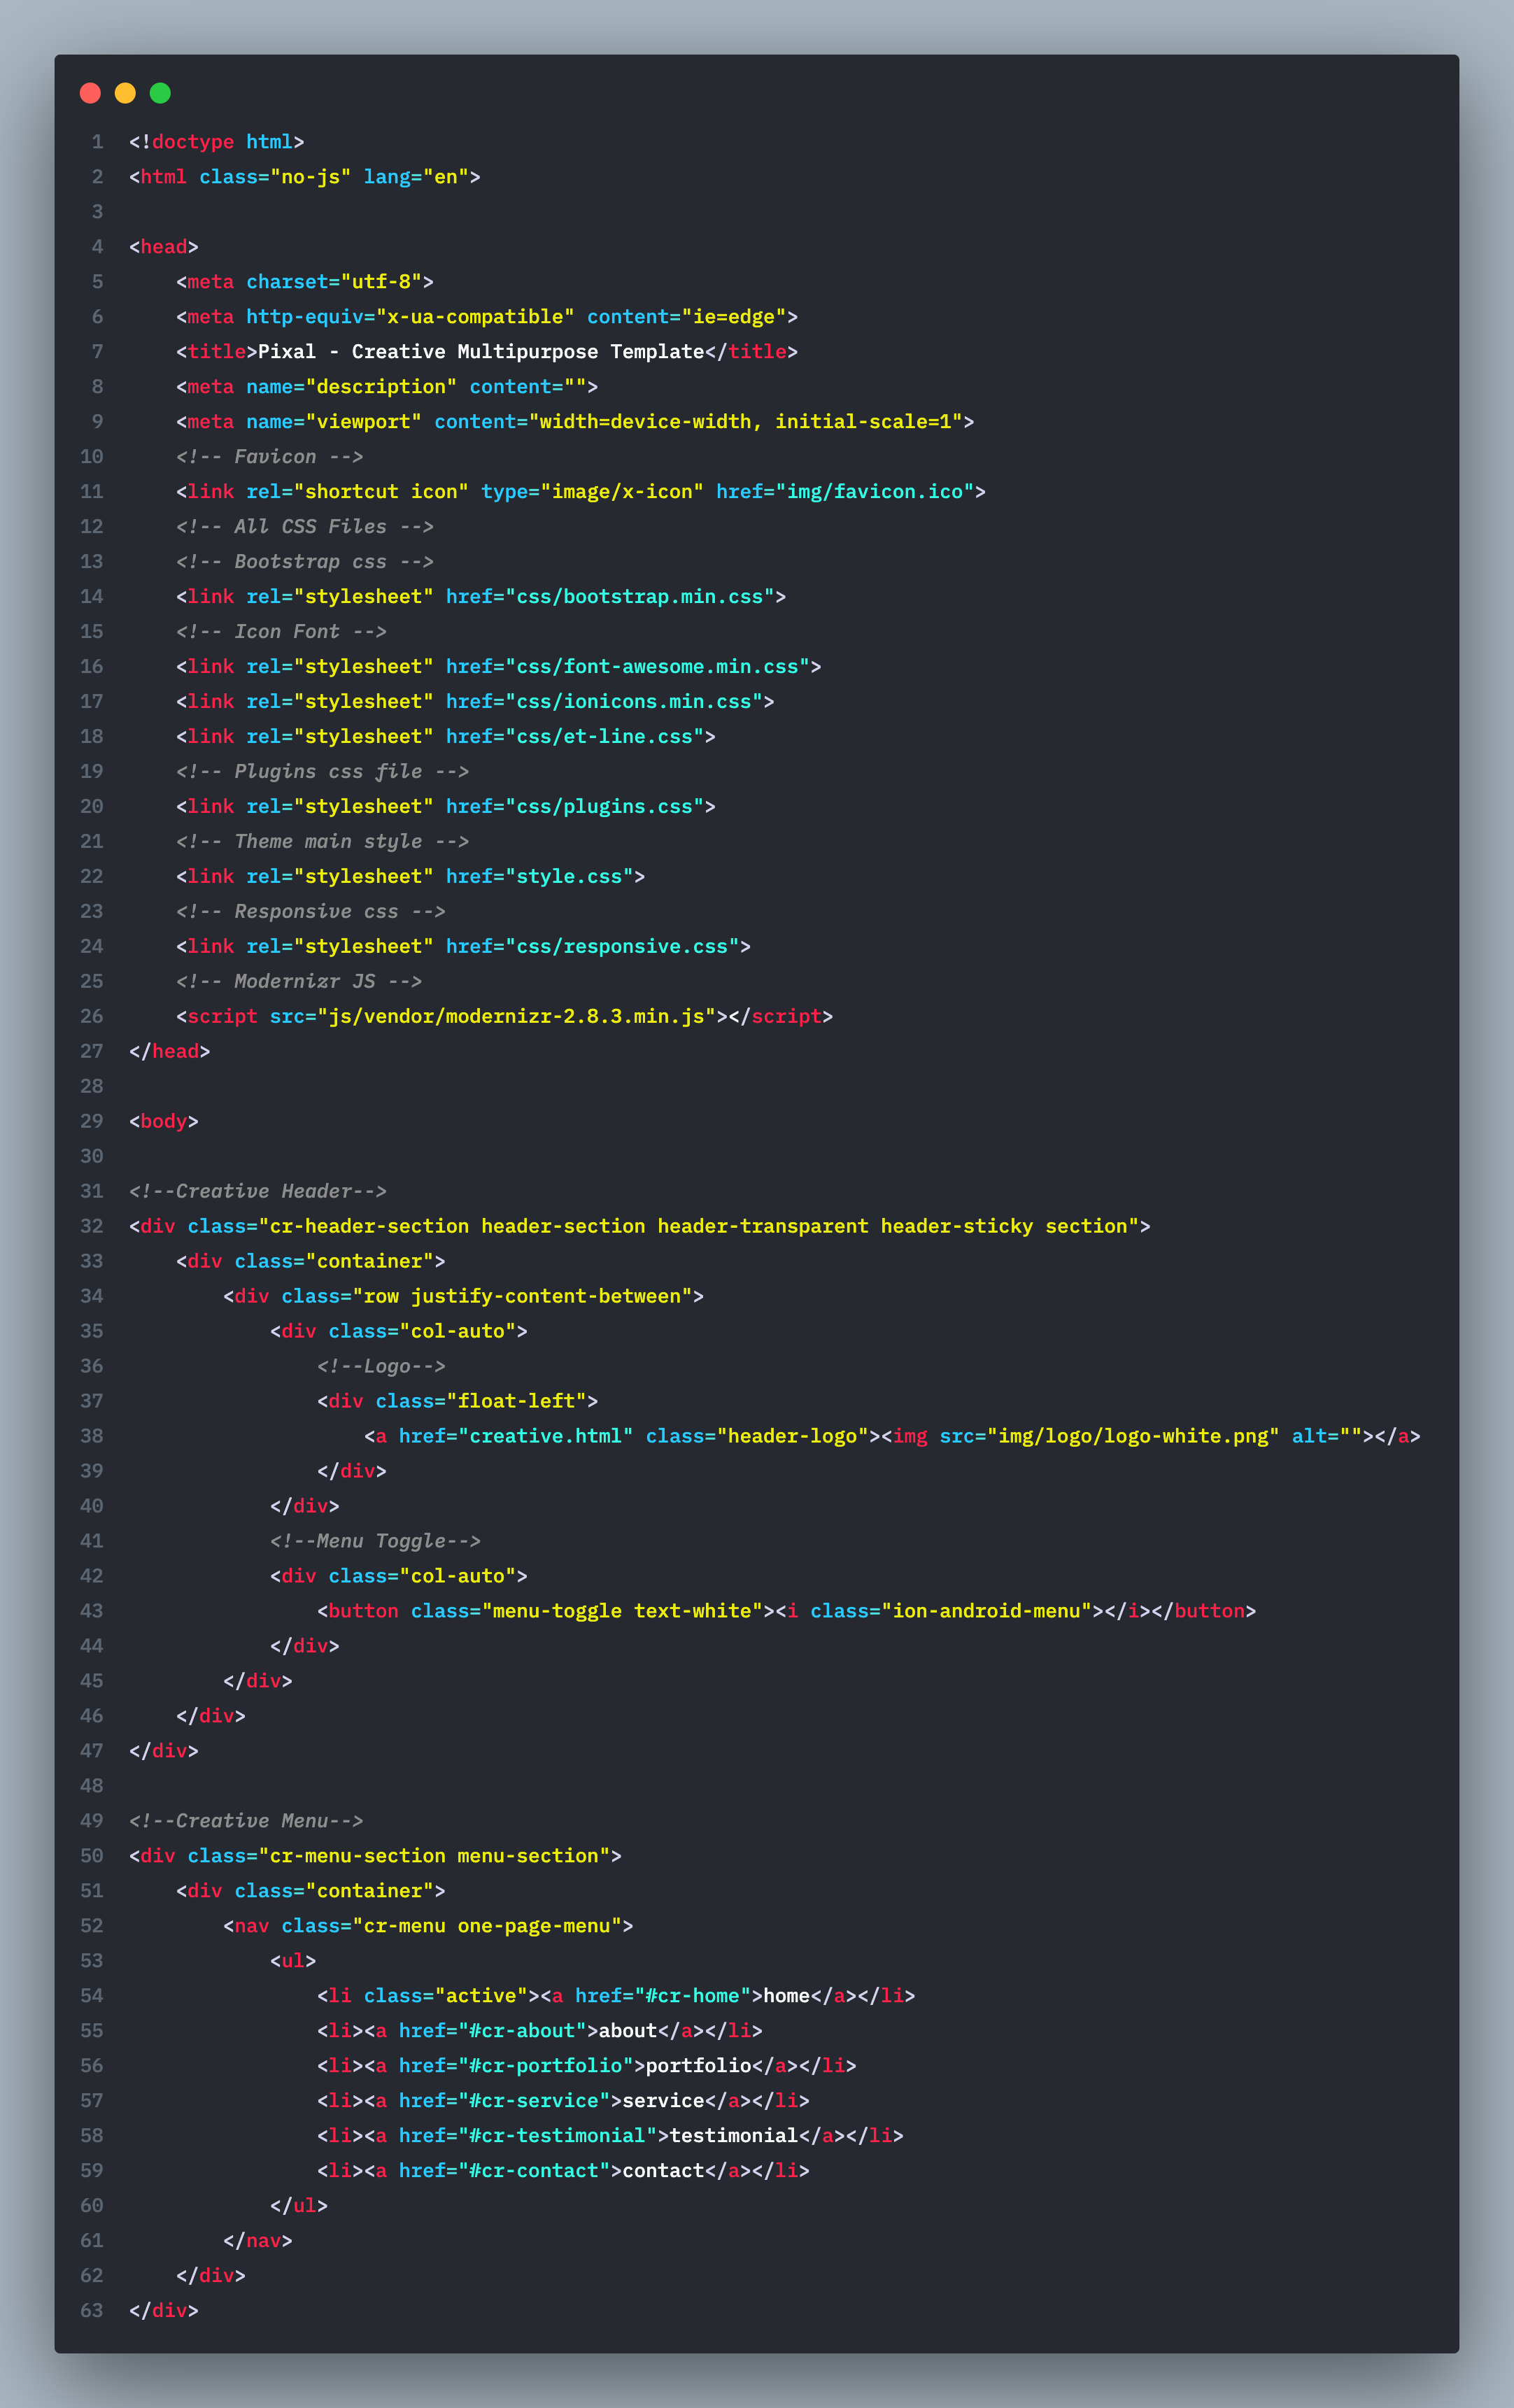 1 <!doctype html>
2 <html class="no-js" lang="en">
3
4 <head>
5     <meta charset="utf-8">
6     <meta http-equiv="x-ua-compatible" content="ie=edge">
7     <title>Pixal - Creative Multipurpose Template</title>
8     <meta name="description" content="">
9     <meta name="viewport" content="width=device-width, initial-scale=1">
10     <!-- Favicon -->
11     <link rel="shortcut icon" type="image/x-icon" href="img/favicon.ico">
12     <!-- All CSS Files -->
13     <!-- Bootstrap css -->
14     <link rel="stylesheet" href="css/bootstrap.min.css">
15     <!-- Icon Font -->
16     <link rel="stylesheet" href="css/font-awesome.min.css">
17     <link rel="stylesheet" href="css/ionicons.min.css">
18     <link rel="stylesheet" href="css/et-line.css">
19     <!-- Plugins css file -->
20     <link rel="stylesheet" href="css/plugins.css">
21     <!-- Theme main style -->
22     <link rel="stylesheet" href="style.css">
23     <!-- Responsive css -->
24     <link rel="stylesheet" href="css/responsive.css">
25     <!-- Modernizr JS -->
26     <script src="js/vendor/modernizr-2.8.3.min.js"></script>
27 </head>
28
29 <body>
30
31 <!--Creative Header-->
32 <div class="cr-header-section header-section header-transparent header-sticky section">
33     <div class="container">
34         <div class="row justify-content-between">
35             <div class="col-auto">
36                 <!--Logo-->
37                 <div class="float-left">
38                     <a href="creative.html" class="header-logo"><img src="img/logo/logo-white.png" alt=""></a>
39                 </div>
40             </div>
41             <!--Menu Toggle-->
42             <div class="col-auto">
43                 <button class="menu-toggle text-white"><i class="ion-android-menu"></i></button>
44             </div>
45         </div>
46     </div>
47 </div>
48
49 <!--Creative Menu-->
50 <div class="cr-menu-section menu-section">
51     <div class="container">
52         <nav class="cr-menu one-page-menu">
53             <ul>
54                 <li class="active"><a href="#cr-home">home</a></li>
55                 <li><a href="#cr-about">about</a></li>
56                 <li><a href="#cr-portfolio">portfolio</a></li>
57                 <li><a href="#cr-service">service</a></li>
58                 <li><a href="#cr-testimonial">testimonial</a></li>
59                 <li><a href="#cr-contact">contact</a></li>
60             </ul>
61         </nav>
62     </div>
63 </div>